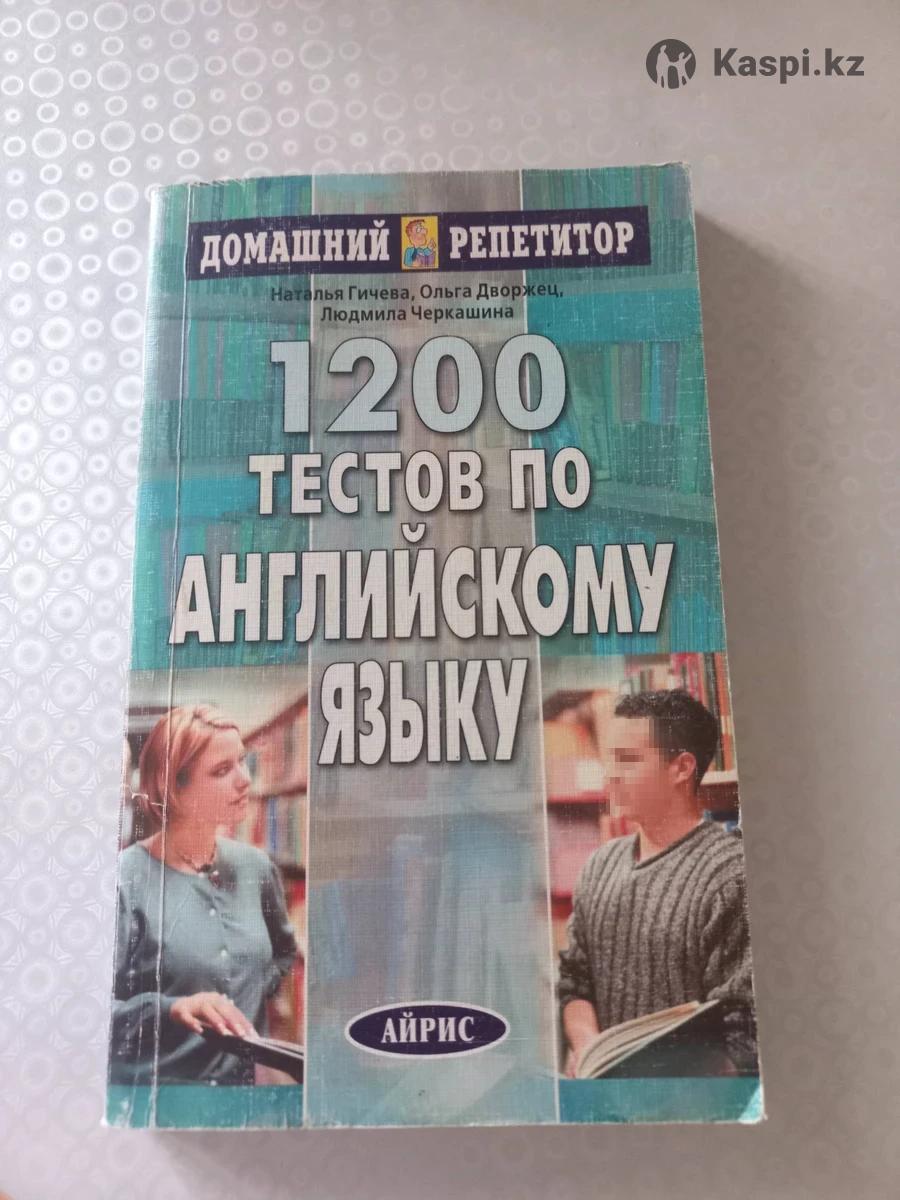 Kaspi.kz
ДОМАШНИЙ РЕПЕТИТОР
Наталья Гичева, Ольга Дворжец,
Людмила Черкашина
1200
ТЕСТОВ ПО
АНГЛИЙСКОМУ
ЯЗЫКУ
АЙРИС